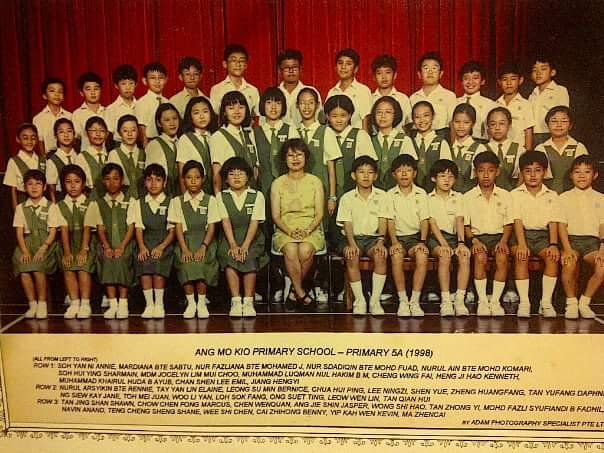 ANG MO KIO PRIMARY SCHOOL – PRIMARY 5A (1998)
(ALL FROM LEFT TO RIGHT)
ROW 1: SOH YAN NI ANNIE, MARDIANA BTE MOHAMED J, NUR FAZLIANA BTE MOHAMED J, NUR SDADIQIN BTE MOHD FUAD, NURUL AIN BTE MOHD KOMARI,
SOH HUI YING SHARMAIN, MDM JOCELYN LIM MUI CHOO, MUHAMMAD LUQMAN NUL HAKIM B M, CHENG WING FAI, HENG JI HAO KENNETH,
MUHAMMAD KHAIRUL HUDA B AYUB, CHAN SHEN LEE EMIL, JIANG HENGYI
ROW 2: NURUL ARSYIKIN BTE RENNIE, TAY YAN LIN ELAINE, LEONG SU MIN BERNICE, CHUA HUI PING, LEE NINGZI, SHEN YUE, ZHENG HUANGFANG, TAN YUFANG DAPHN
NG SIEW KAY JANE, TOH MEI JUAN, WOO LI YAN, LOH SOK FANG, ONG SUET TING, LEOW WEN LIN, TAN QIAN HUI
ROW 3: TAN JING SHAN SHAWN, CHOW CHEN FONG MARCUS, CHEN WENQUAN, ANG JIE SHIN JASPER, WONG SHI HAO, TAN ZHONG YI, MOHD FAZLI SYUFIANDI B FADHIL
NAVIN ANAND, TENG CHENG SHENG SHANE, WEE SHI CHEN, CAI ZHIHONG BENNY, YIP KAH WEN KEVIN, MA ZHENCAI
BY ADAM PHOTOGRAPHY SPECIALIST PTE LT